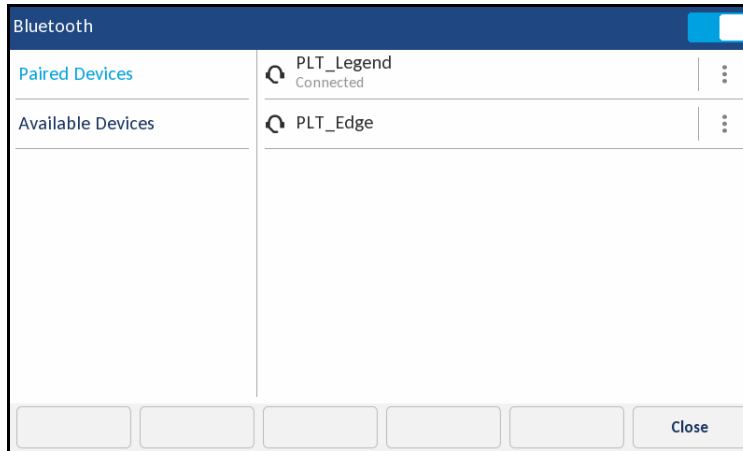 Bluetooth
Paired Devices
Available Devices
PLT_Legend
Connected
PLT_Edge
Close